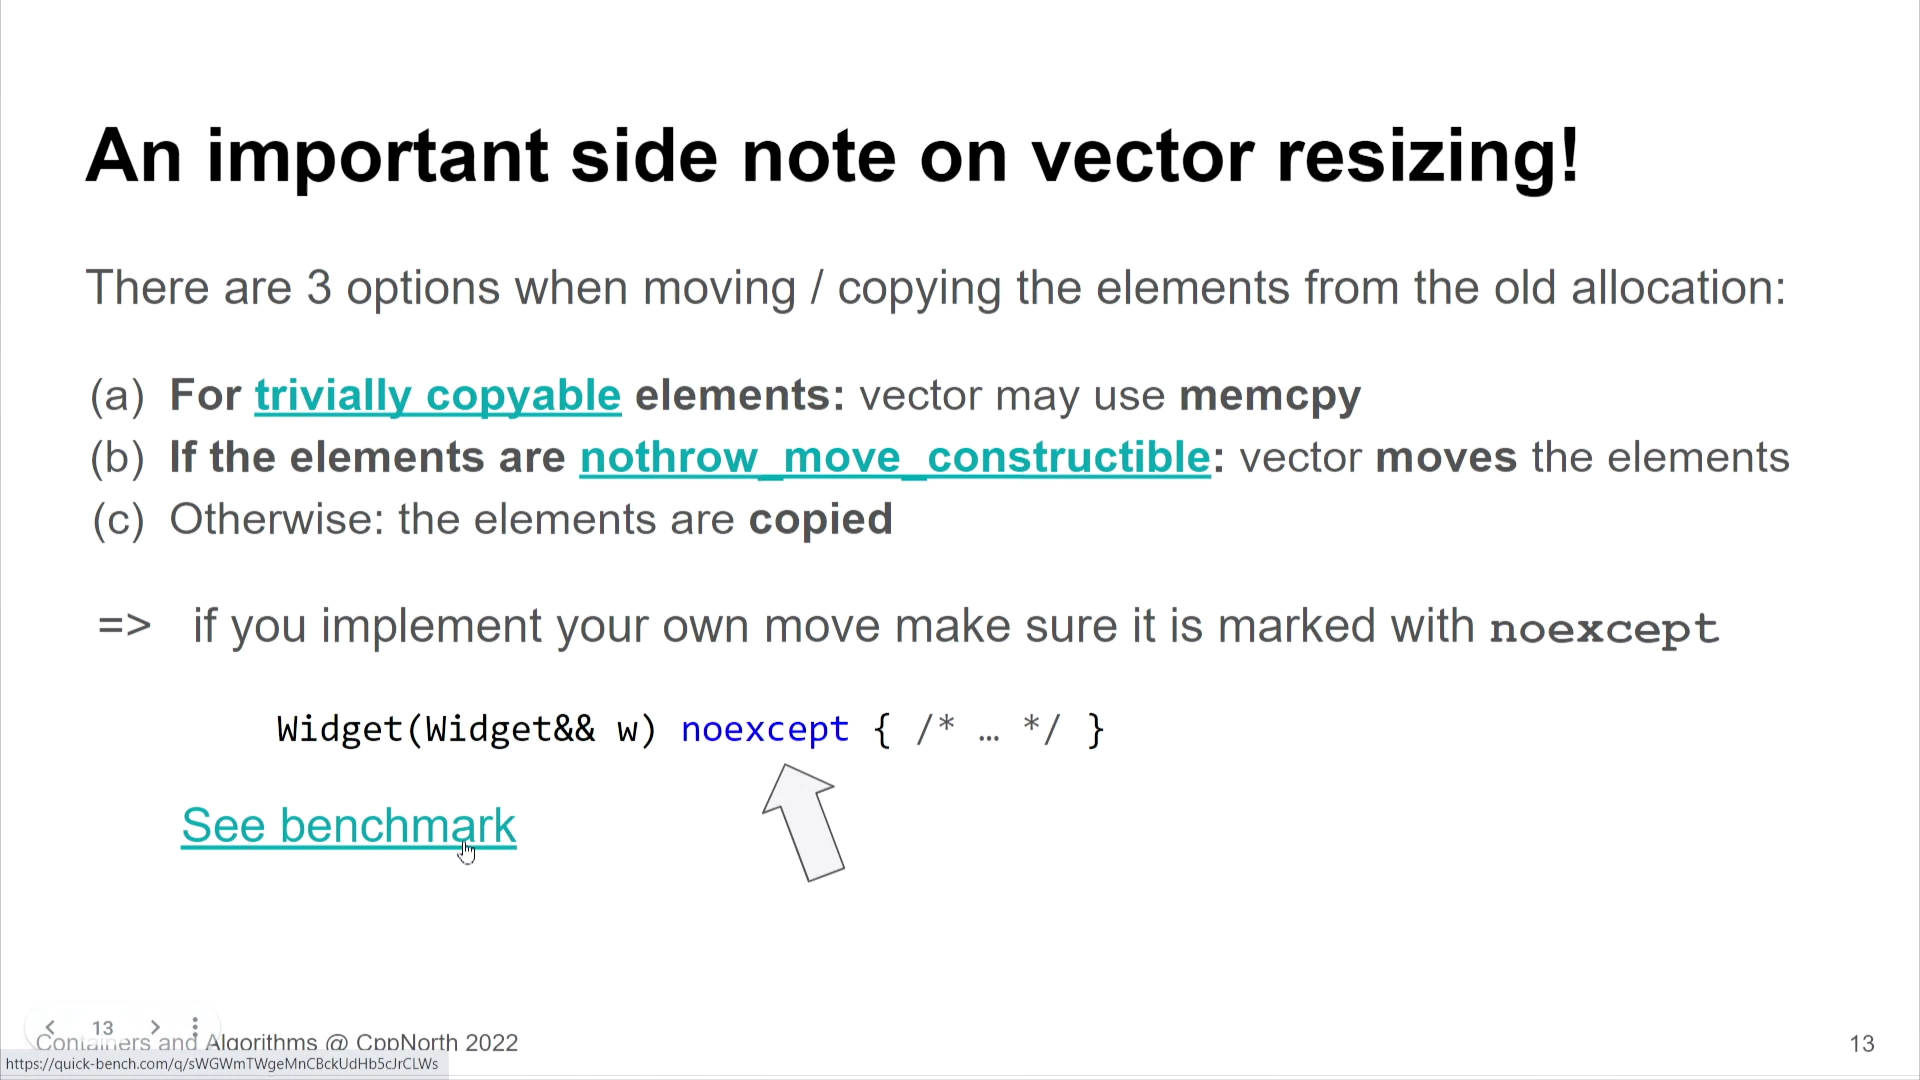 An important side note on vector resizing!
There are 3 options when moving / copying the elements from the old allocation:
(a) For trivially copyable elements: vector may use memcpy
(b) If the elements are nothrow_move_constructible: vector moves the elements
(c) Otherwise: the elements are copied
=> if you implement your own move make sure it is marked with noexcept
Widget(Widget&& w) noexcept { /* … */ }
See benchmark
13
Containers and Algorithms @ CppNorth 2022
13
https://quick-bench.com/q/sWGWmTWgeMnCBckUdHb5cJrCLWs